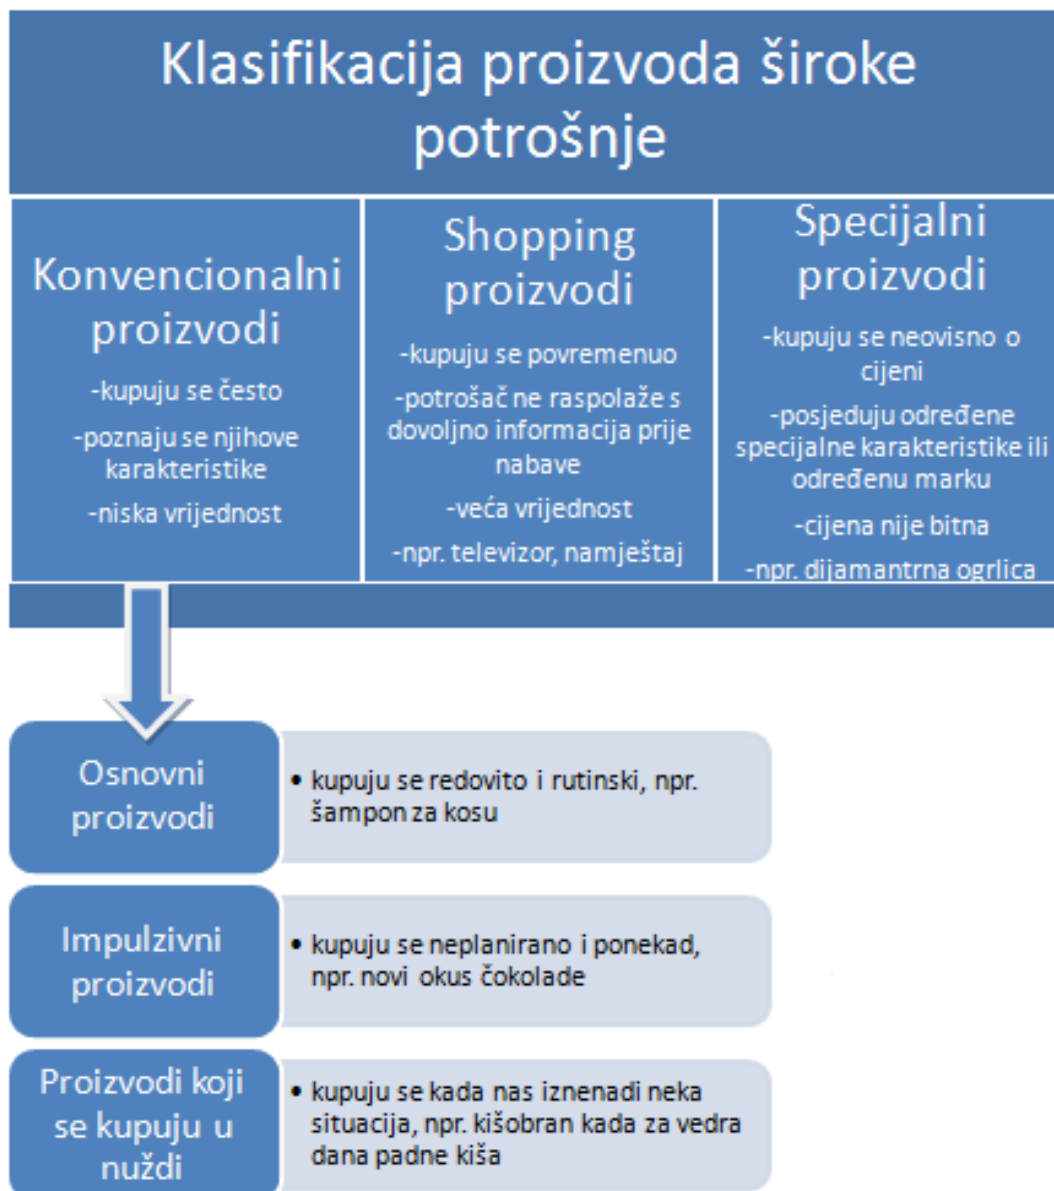 Klasifikacija proizvoda široke
potrošnje
Konvencionalni
proizvodi
-kupuju se često
-poznaju se njihove
karakteristike
-niska vrijednost
Shopping
proizvodi
-kupuju se povremenuo
-potrošač ne raspolaže s
dovoljno informacija prije
nabave
-veća vrijednost
-npr. televizor, namještaj
Specijalni
proizvodi
-kupuju se neovisno o
cijeni
-posjeduju određene
specijalne karakteristike ili
određenu marku
-cijena nije bitna
-npr. dijamantrna ogrlica
Osnovni
proizvodi
• kupuju se redovito i rutinski, npr.
šampon za kosu
Impulzivni
proizvodi
• kupuju se neplanirano i ponekad,
npr. novi okus čokolade
Proizvodi koji
se kupuju u
nuždi
• kupuju se kada nas iznenadi neka
situacija, npr. kišobran kada za vedra
dana padne kiša